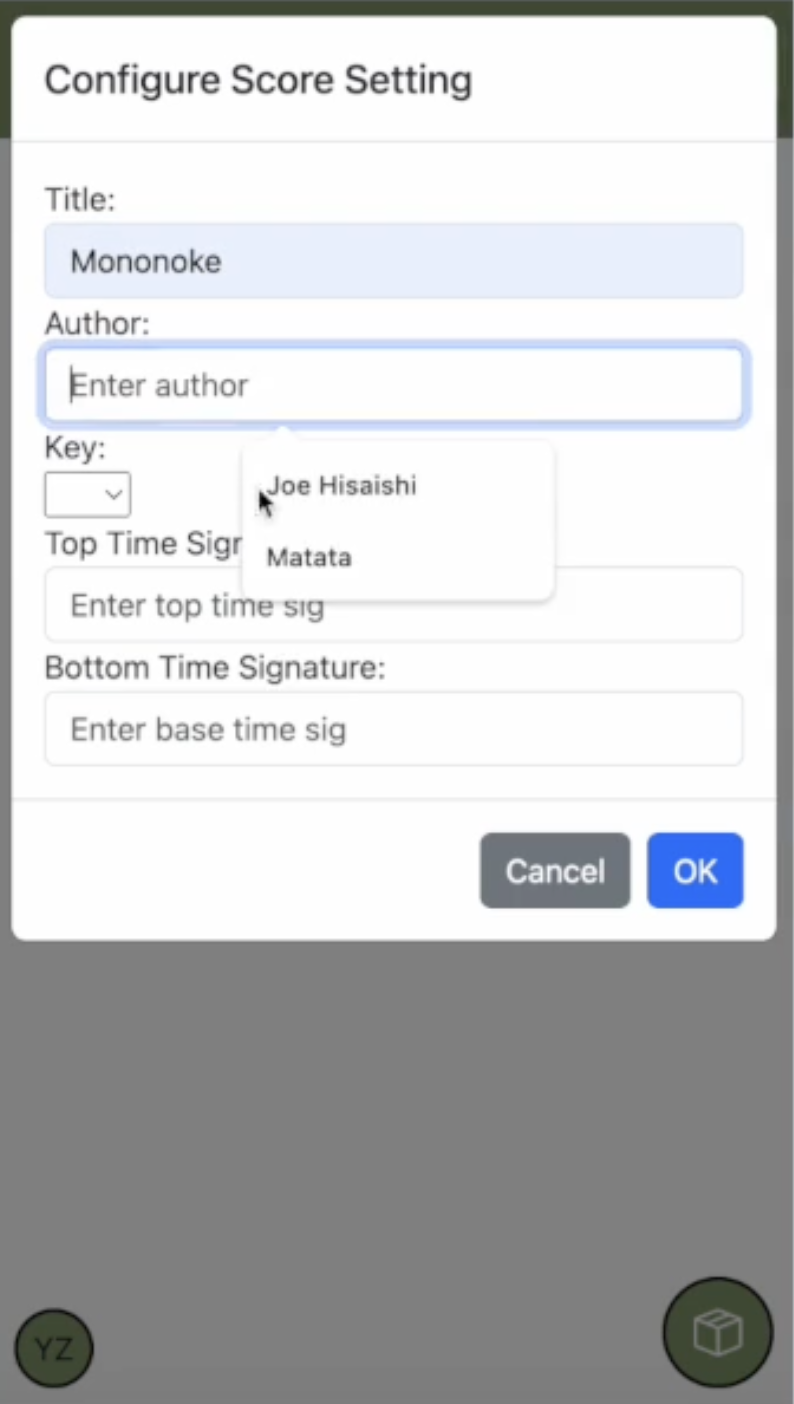 Configure Score Setting
Title:
Mononoke
Author:
Enter author
Key:
Joe Hisaishi
Matata
Top Time Sigr
Enter top time sig
Bottom Time Signature:
Enter base time sig
Cancel OK
YZ